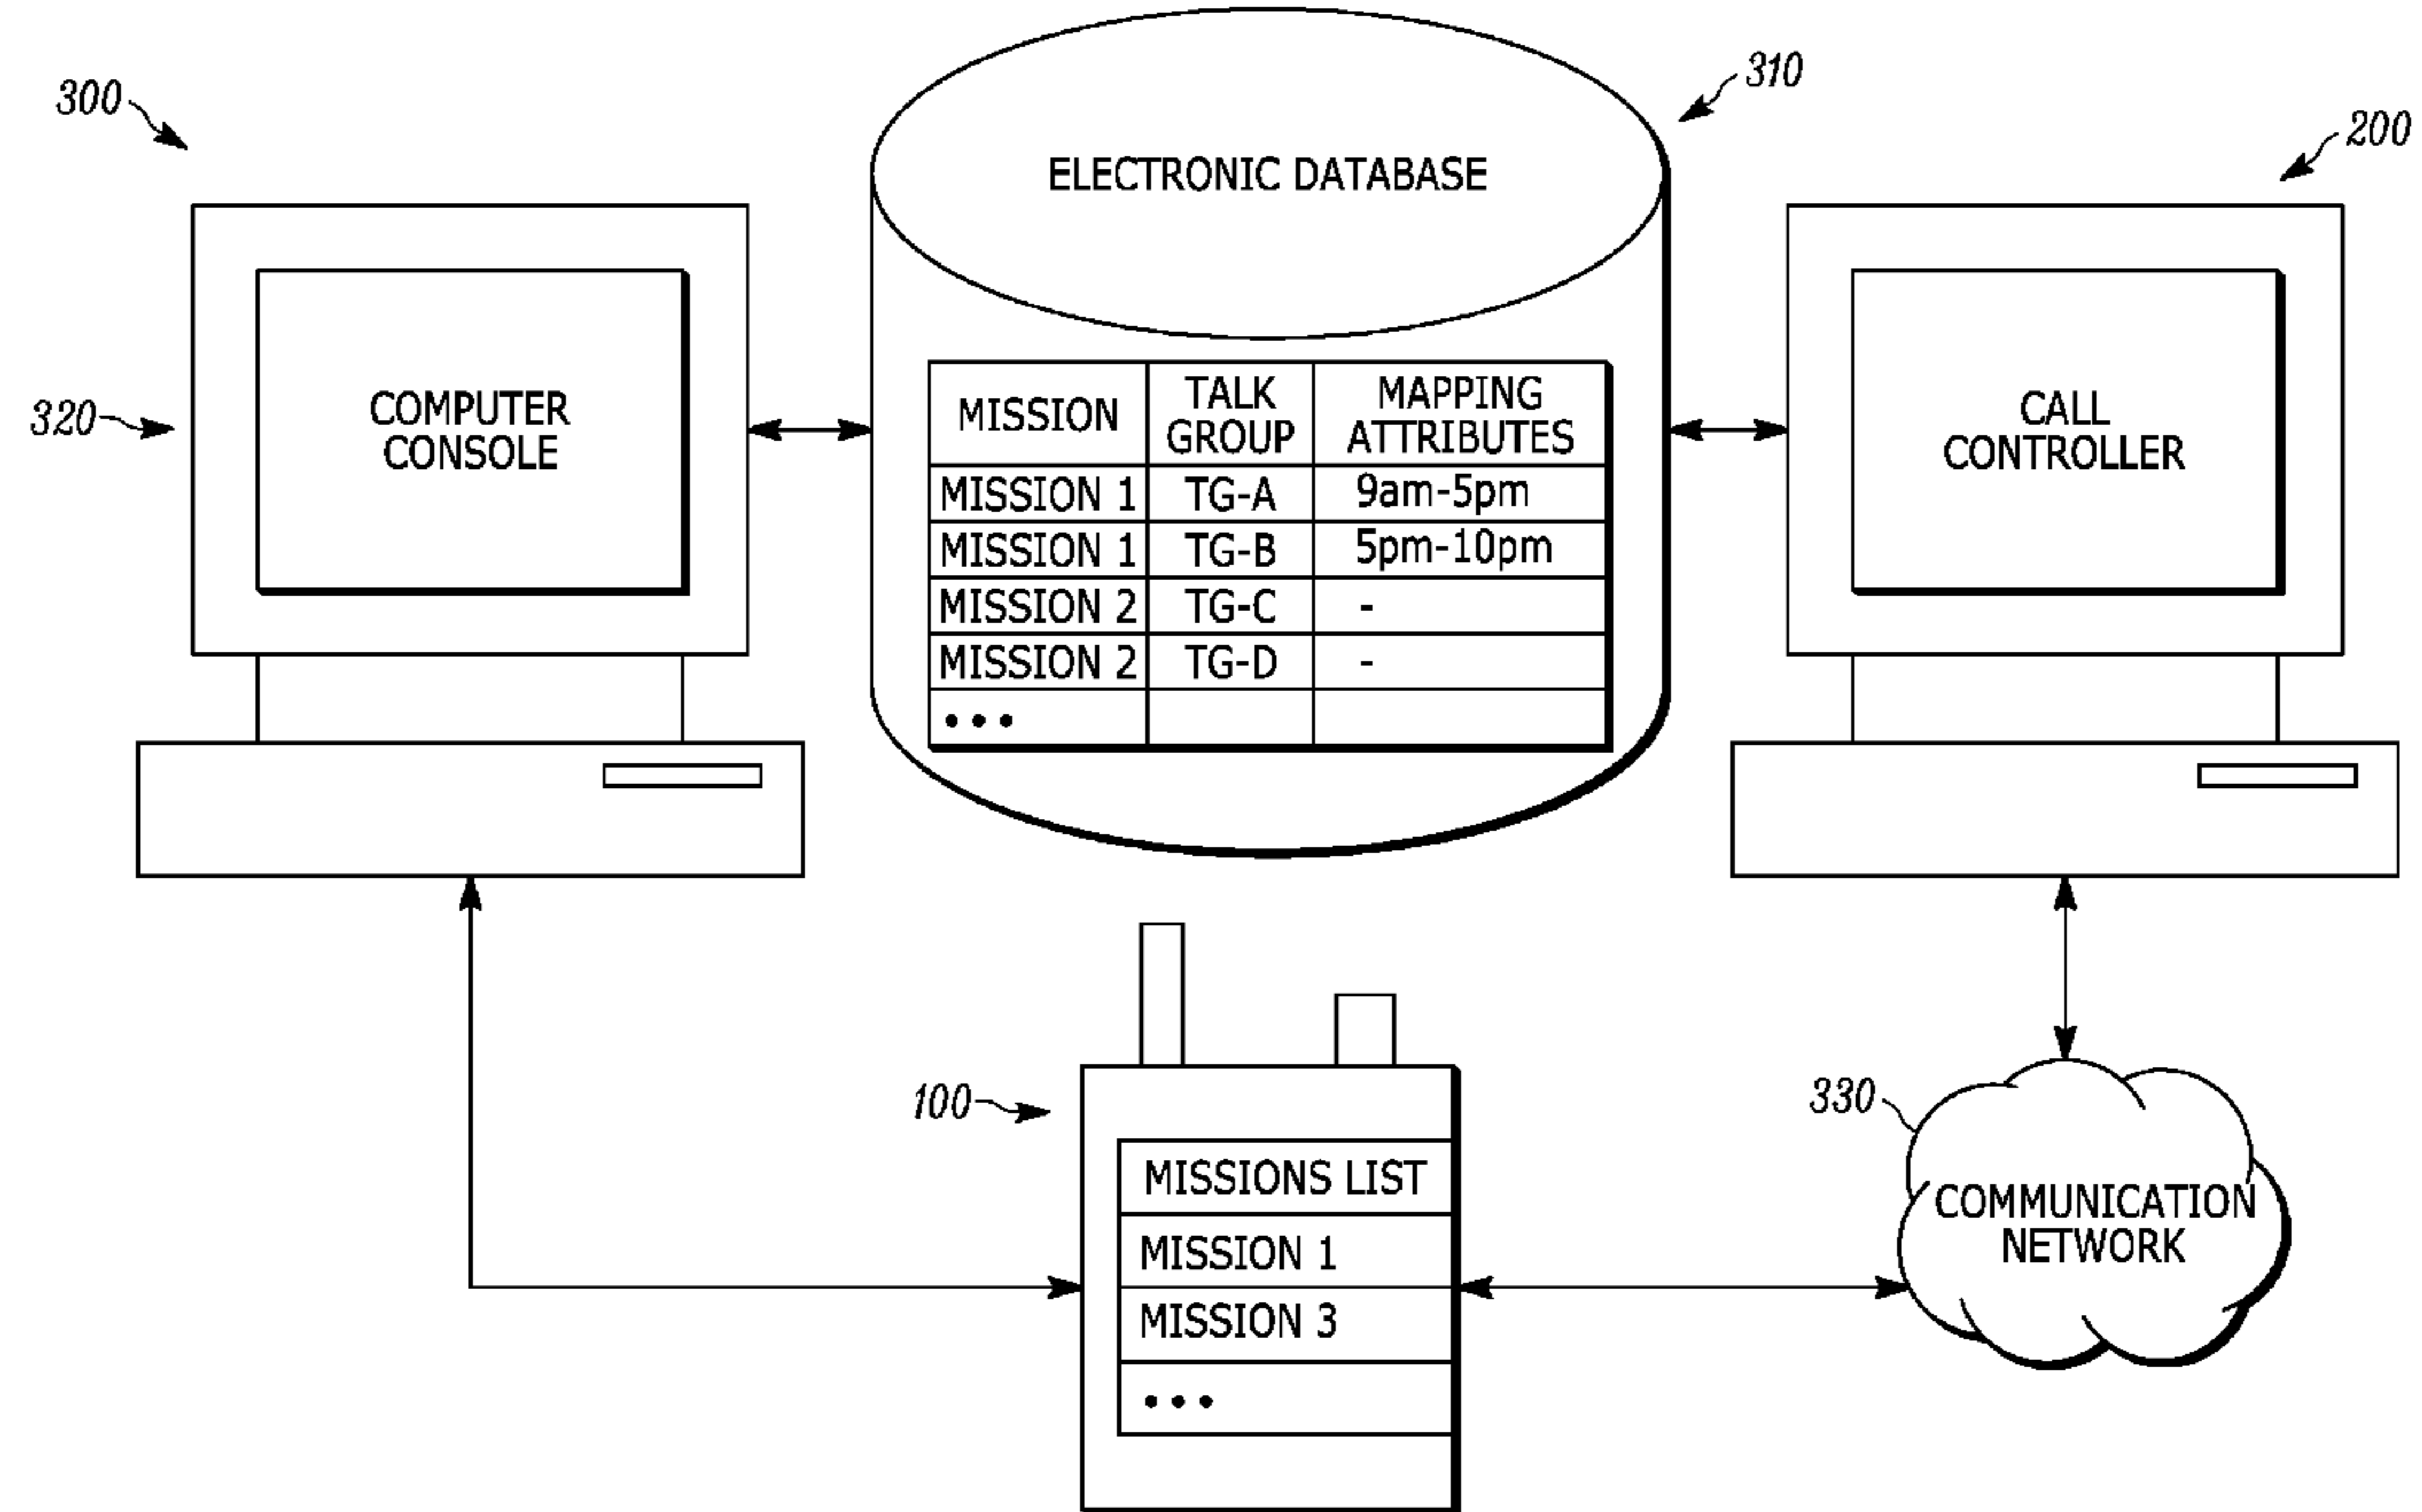 300
310
200
ELECTRONIC DATABASE
320
COMPUTER
CONSOLE
MISSION
TALK
GROUP
MAPPING
ATTRIBUTES
MISSION 1 TG-A 9am-5pm
MISSION 1 TG-B 5pm-10pm
MISSION 2 TG-C -
MISSION 2 TG-D -
•••
CALL
CONTROLLER
100
MISSIONS LIST
MISSION 1
MISSION 3
•••
330
COMMUNICATION
NETWORK